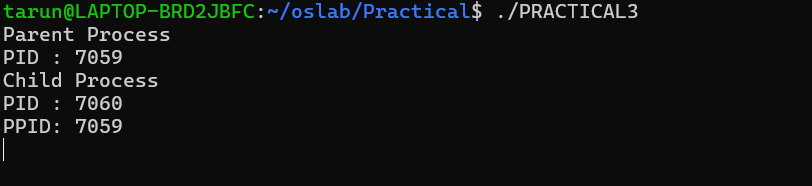 tarun@LAPTOP-BRD2JBFC:~/oslab/Practical$ ./PRACTICAL3
Parent Process
PID : 7059
Child Process
PID : 7060
PPID: 7059